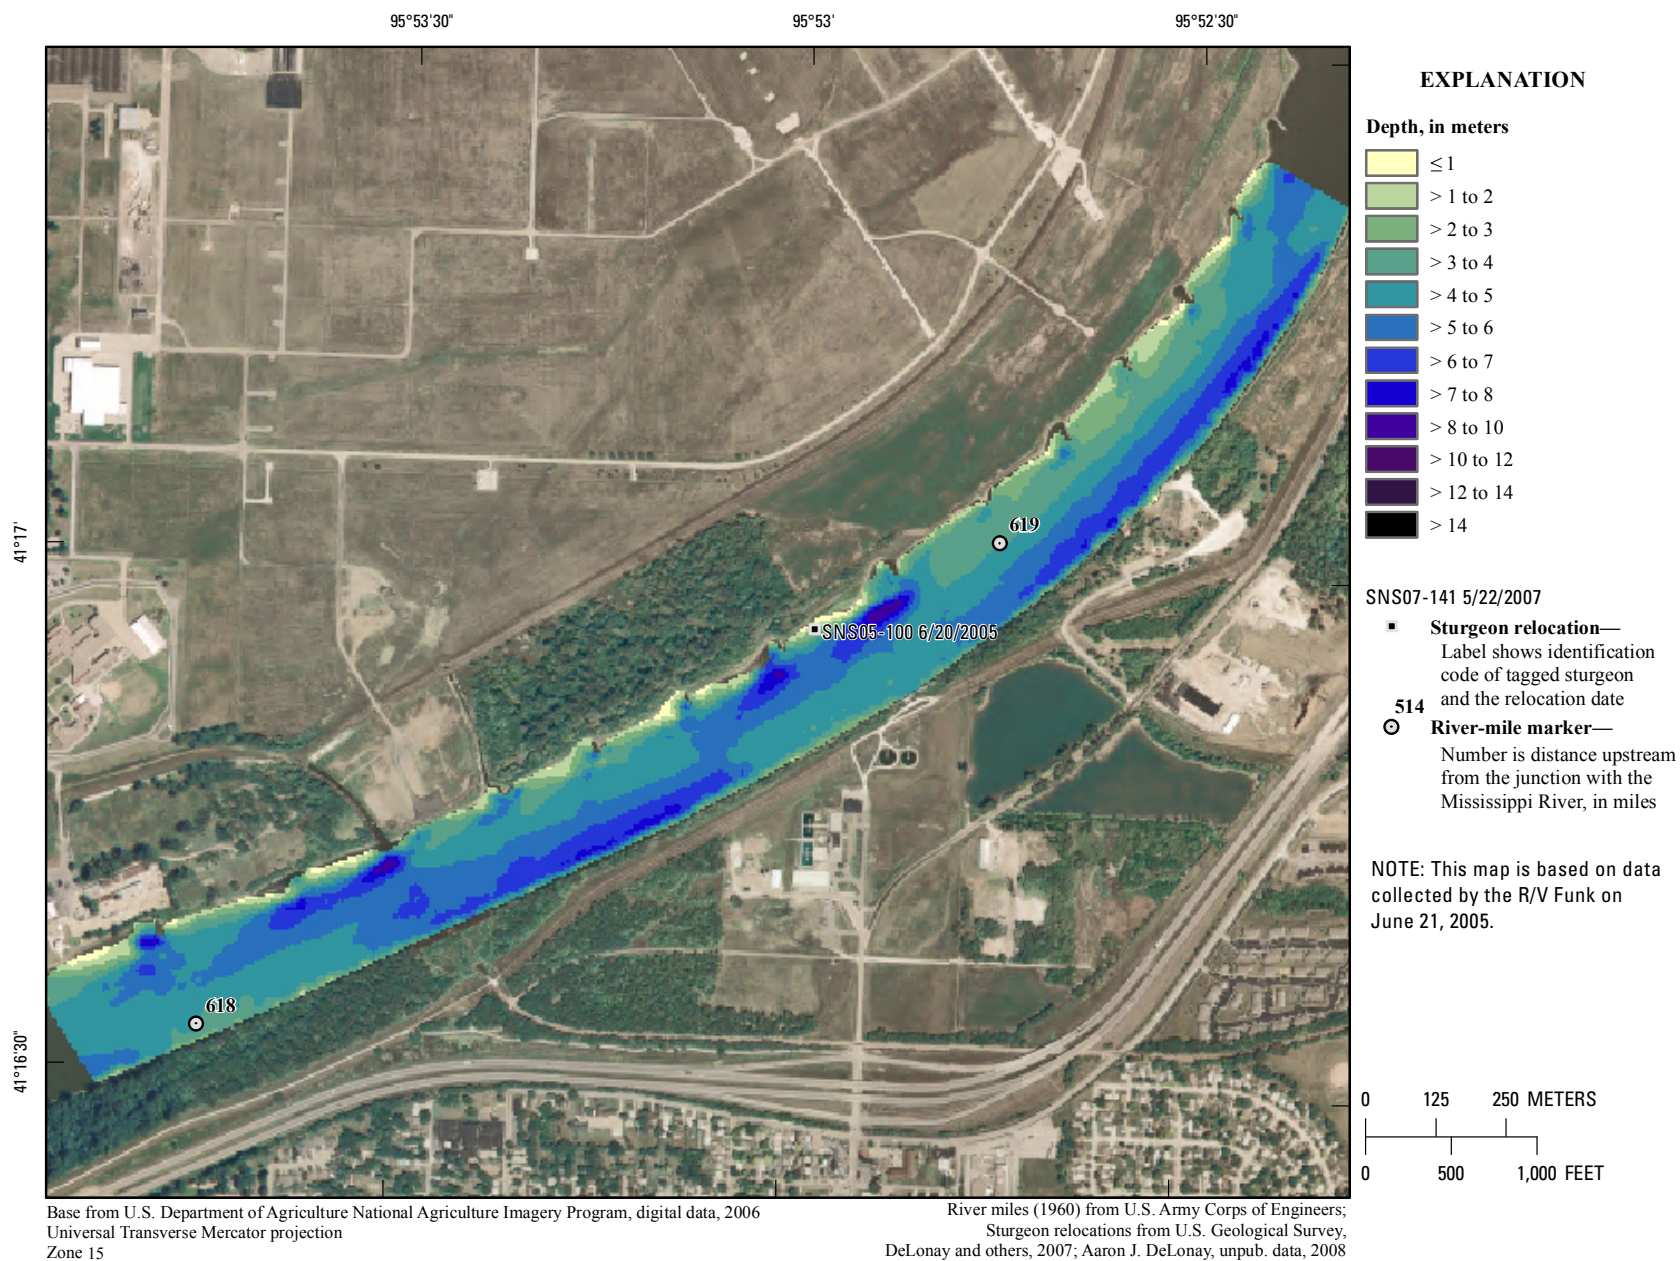 95°53'30"
95°53'
95°52'30"
41°17'
41°16'30"
619
SNS05-100 6/20/2005
618
EXPLANATION
Depth, in meters
≤ 1
> 1 to 2
> 2 to 3
> 3 to 4
> 4 to 5
> 5 to 6
> 6 to 7
> 7 to 8
> 8 to 10
> 10 to 12
> 12 to 14
> 14
SNS07-141 5/22/2007
Sturgeon relocation—
Label shows identification
code of tagged sturgeon
and the relocation date
514
River-mile marker—
Number is distance upstream
from the junction with the
Mississippi River, in miles
NOTE: This map is based on data
collected by the R/V Funk on
June 21, 2005.
0 125 250 METERS
0 500 1,000 FEET
Base from U.S. Department of Agriculture National Agriculture Imagery Program, digital data, 2006
Universal Transverse Mercator projection
Zone 15
River miles (1960) from U.S. Army Corps of Engineers;
Sturgeon relocations from U.S. Geological Survey,
DeLonay and others, 2007; Aaron J. DeLonay, unpub. data, 2008